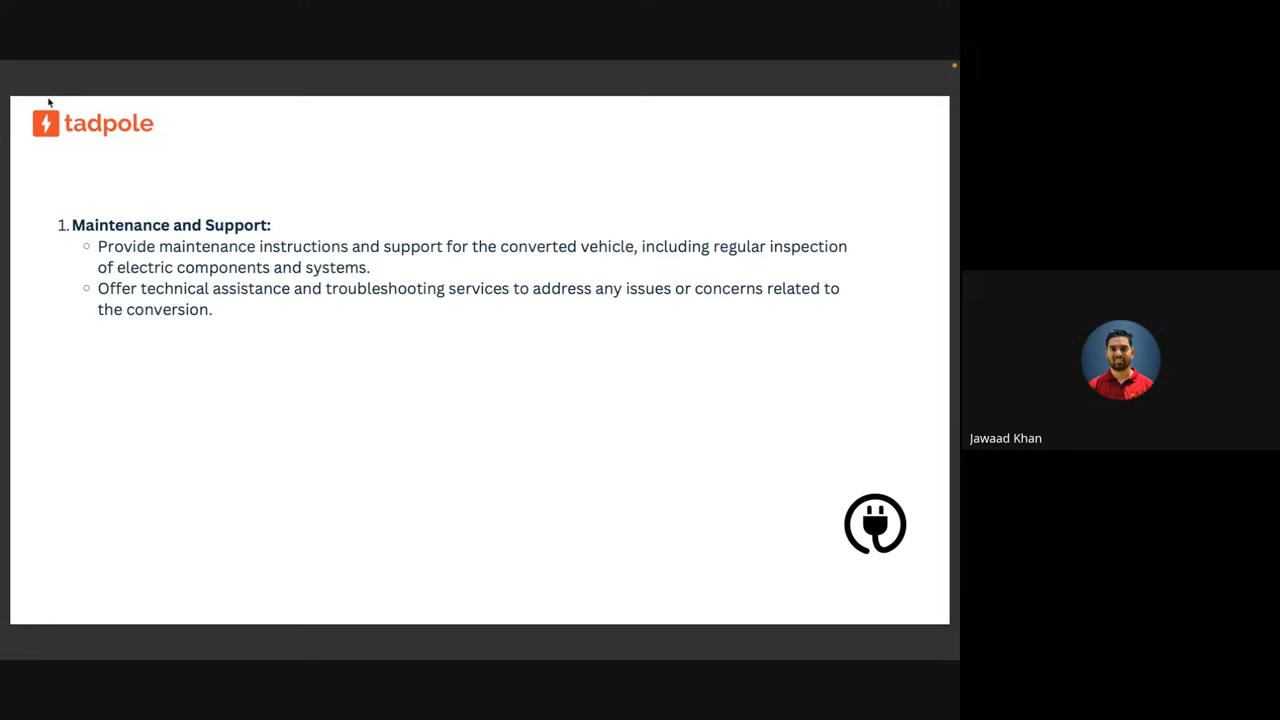 tadpole
1. Maintenance and Support:
○ Provide maintenance instructions and support for the converted vehicle, including regular inspection
of electric components and systems.
○ Offer technical assistance and troubleshooting services to address any issues or concerns related to
the conversion.
Jawaad Khan